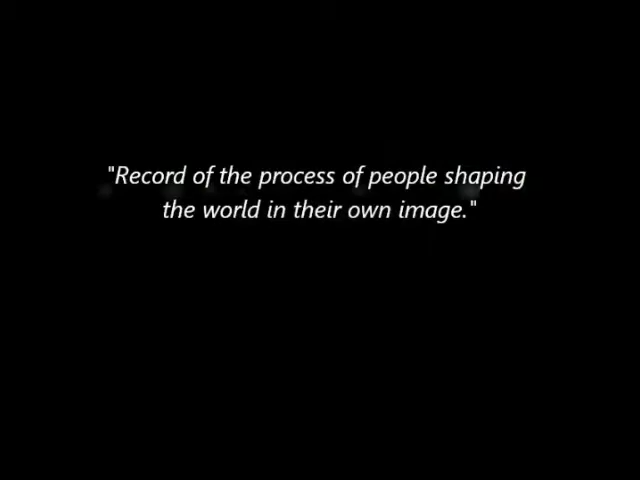 "Record of the process of people shaping
the world in their own image."